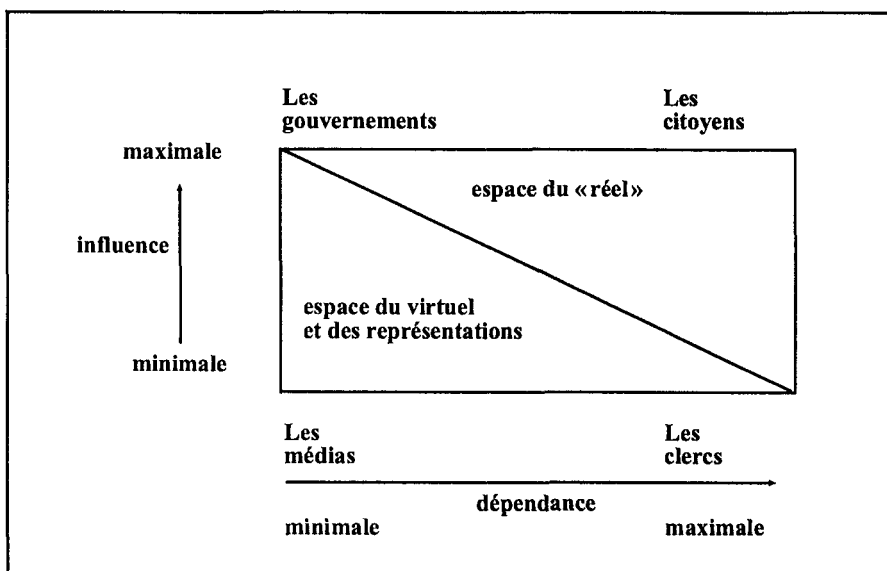 Les
gouvernements
Les
citoyens
maximale
espace du «réel»
influence
espace du virtuel
et des représentations
minimale
Les
médias
Les
clercs
dépendance
minimale
maximale